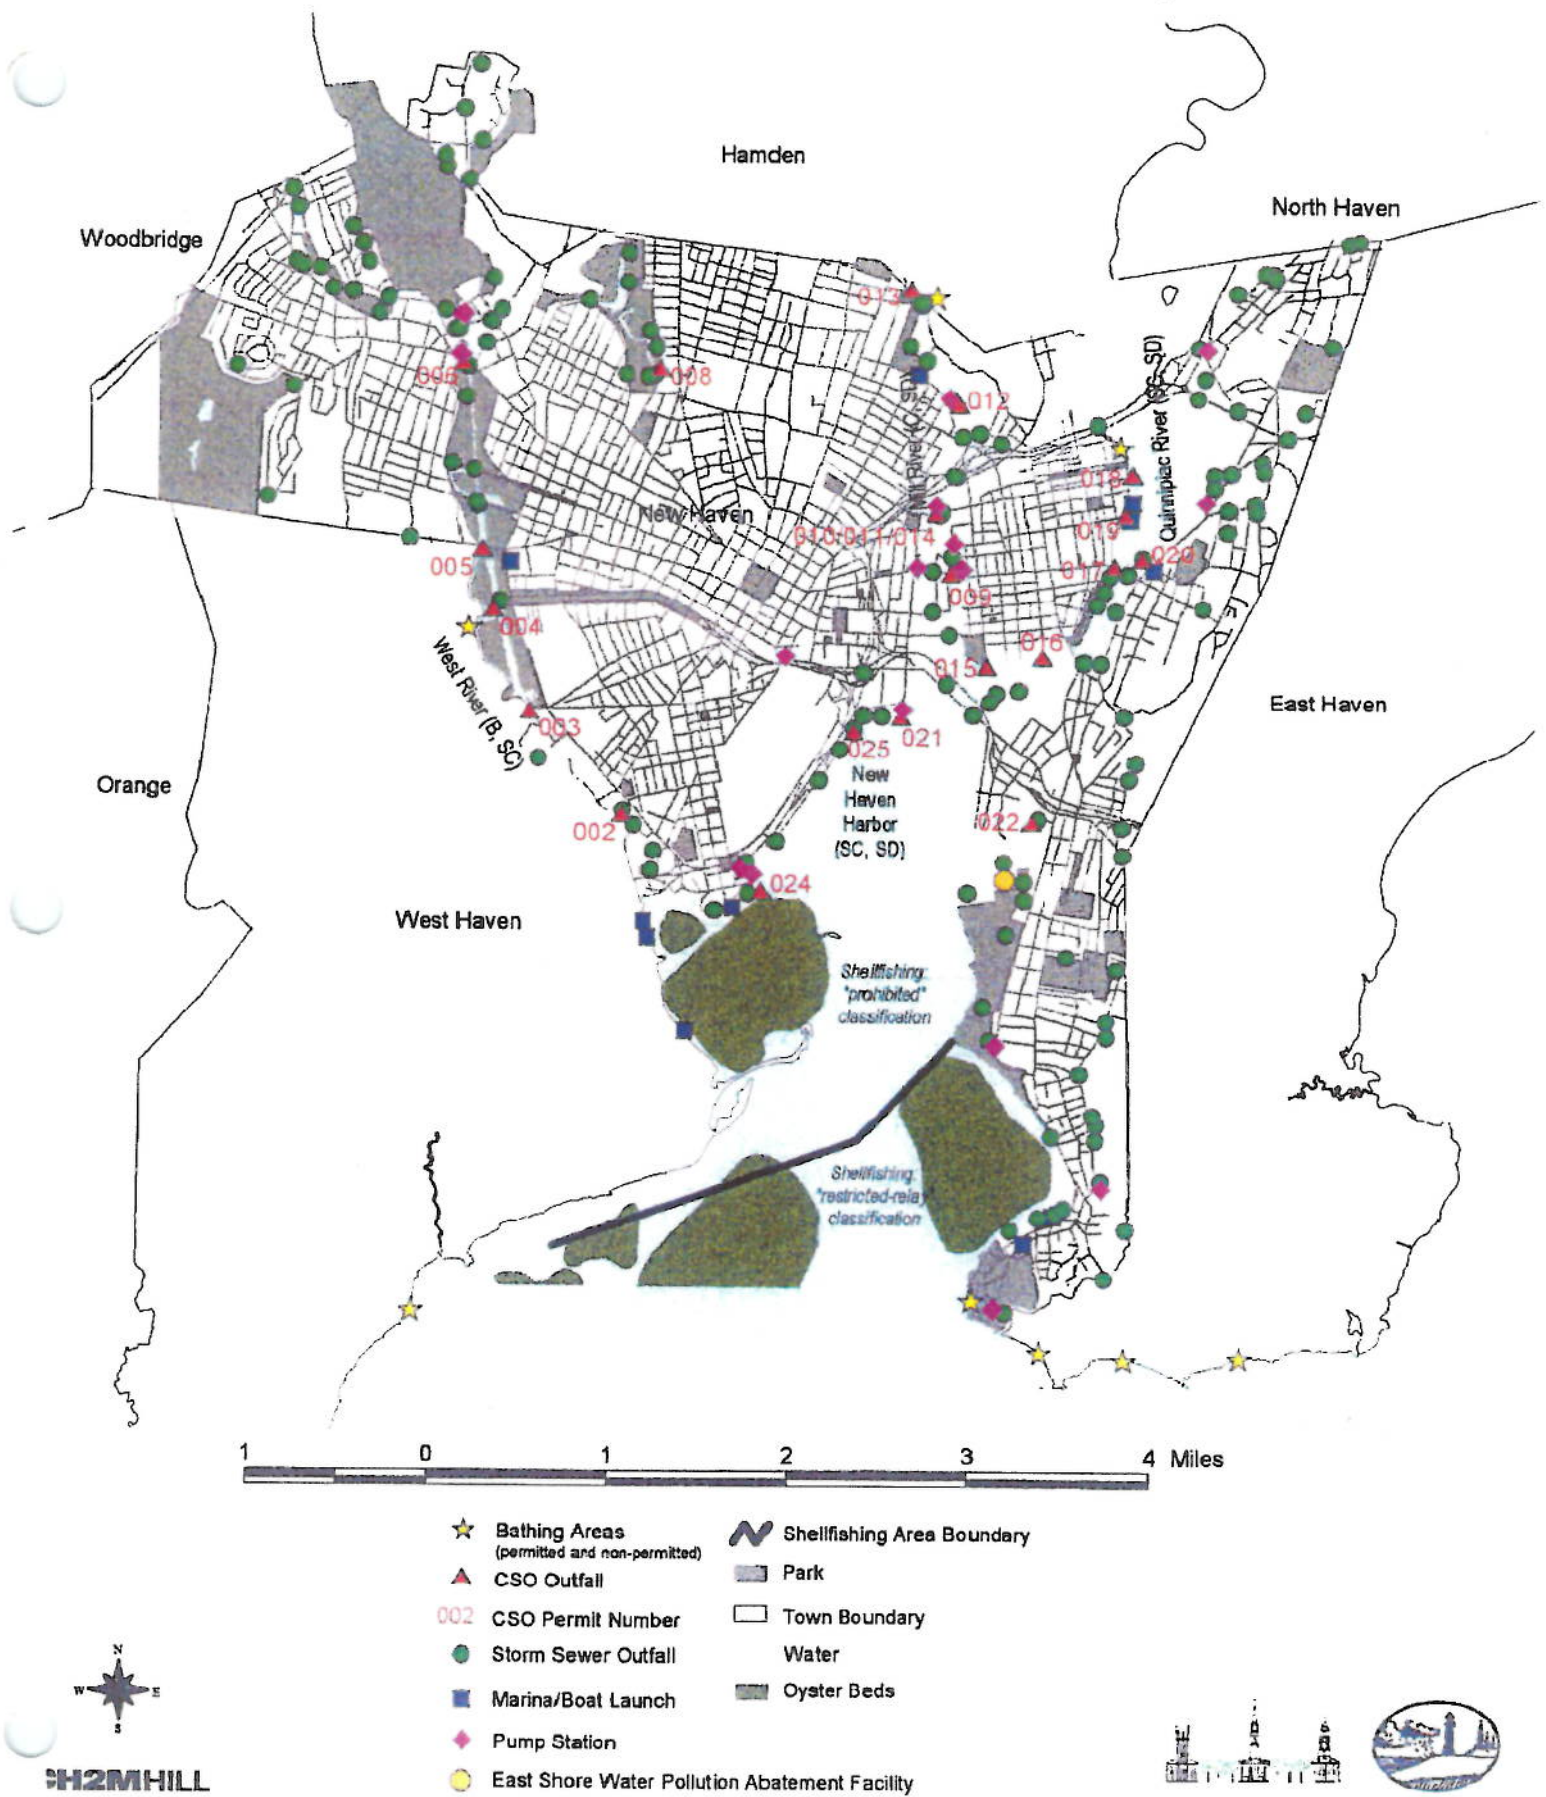 Hamden
North Haven
Woodbridge
013
006
008
012
Mill River (C, SD)
Quinnipiac River (SC, SD)
018
New Haven
019
010/011/014
005
020
017
009
004
016
015
West River (B, SC)
East Haven
003
021
025
Orange
New
Haven
Harbor
(SC, SD)
002
022
024
West Haven
Shellfishing:
"prohibited"
classification
Shellfishing:
"restricted-relay
classification
1 0 1 2 3 4 Miles
Bathing Areas
(permitted and non-permitted)
CSO Outfall
002 CSO Permit Number
Storm Sewer Outfall
Marina/Boat Launch
Pump Station
East Shore Water Pollution Abatement Facility
Shellfishing Area Boundary
Park
Town Boundary
Water
Oyster Beds
N
W E
S
CH2MHILL